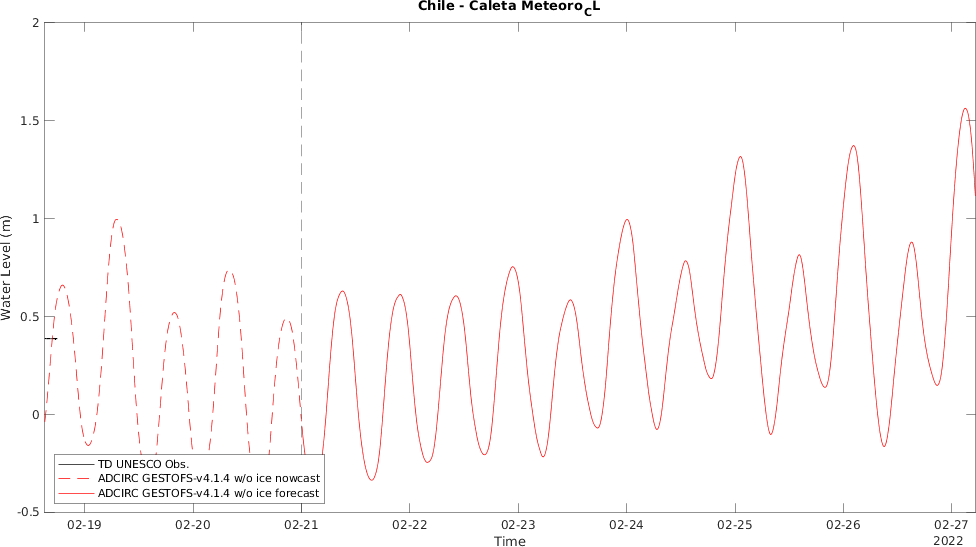 Chile - Caleta Meteoro_CL
Water Level (m)
2
1.5
1
0.5
0
-0.5
TD UNESCO Obs.
ADCIRC GESTOFS-v4.1.4 w/o ice nowcast
ADCIRC GESTOFS-v4.1.4 w/o ice forecast
02-19 02-20 02-21 02-22 02-23 02-24 02-25 02-26 02-27
Time
2022